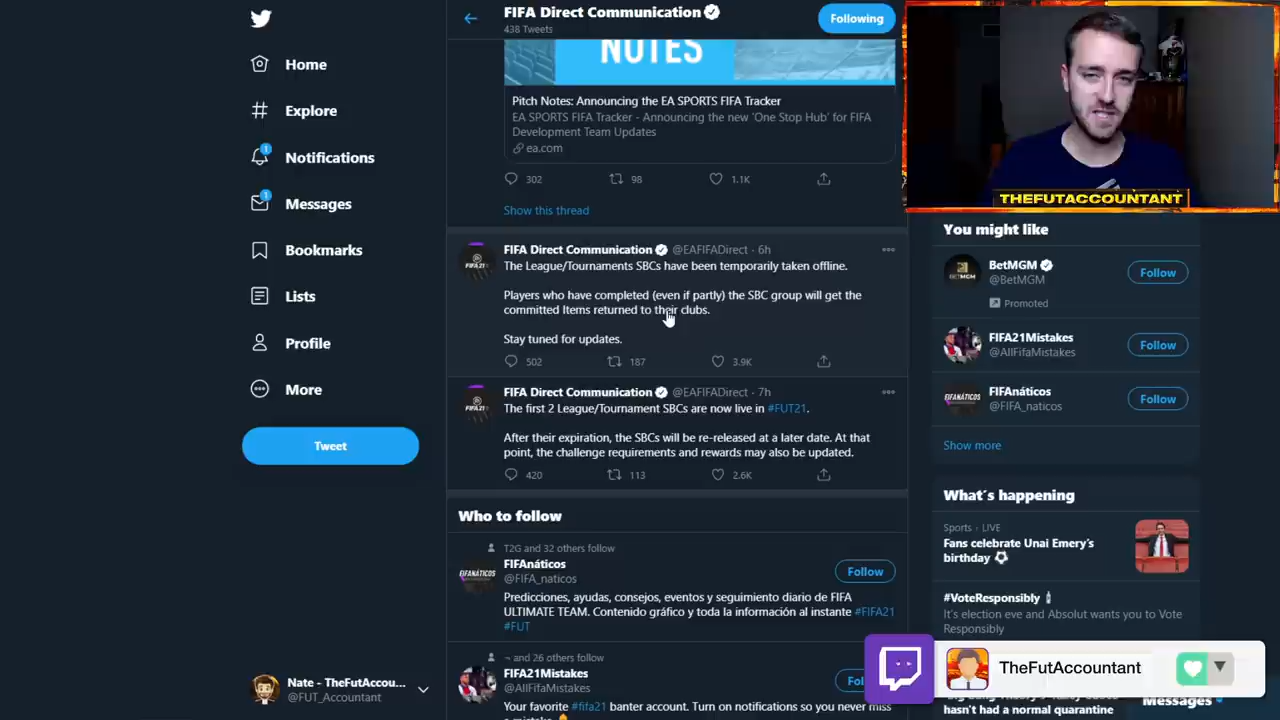 Home
Explore
1
Notifications
1
Messages
Bookmarks
Lists
Profile
More
Tweet
Nate - TheFutAccou...
@FUT_Accountant
FIFA Direct Communication
438 Tweets
Following
NOTES
Pitch Notes: Announcing the EA SPORTS FIFA Tracker
EA SPORTS FIFA Tracker - Announcing the new 'One Stop Hub' for FIFA
Development Team Updates
ea.com
302 98 1.1K
Show this thread
FIFA Direct Communication @EAFIFADirect · 6h
The League/Tournaments SBCs have been temporarily taken offline.
Players who have completed (even if partly) the SBC group will get the
committed Items returned to their clubs.
Stay tuned for updates.
502 187 3.9K
FIFA Direct Communication @EAFIFADirect · 7h
The first 2 League/Tournament SBCs are now live in #FUT21.
After their expiration, the SBCs will be re-released at a later date. At that
point, the challenge requirements and rewards may also be updated.
420 113 2.6K
Who to follow
T2G and 32 others follow
FIFAnáticos
@FIFA_naticos
Follow
Predicciones, ayudas, consejos, eventos y seguimiento diario de FIFA
ULTIMATE TEAM. Contenido gráfico y toda la información al instante #FIFA21
#FUT
¬ and 26 others follow
FIFA21Mistakes
@AllFifaMistakes
Fol
Your favorite #fifa21 banter account. Turn on notifications so you never miss
THEFUTACCOUNTANT
You might like
BetMGM
@BetMGM
Follow
Promoted
FIFA21Mistakes
@AllFifaMistakes
Follow
FIFAnáticos
@FIFA_naticos
Follow
Show more
What's happening
Sports · LIVE
Fans celebrate Unai Emery's
birthday
#VoteResponsibly
It's election eve and Absolut wants you to Vote
Responsibly
TheFutAccountant
hasn't had a normal quarantine
Messages